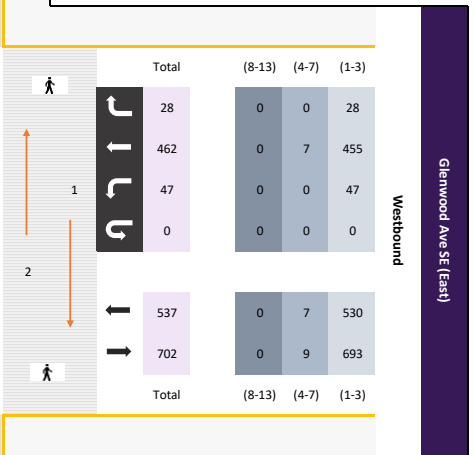 Total (8-13) (4-7) (1-3)
28 0 0 28
462 0 7 455
1 47 0 0 47
0 0 0 0
2
537 0 7 530
702 0 9 693
Total (8-13) (4-7) (1-3)
Westbound
Glenwood Ave SE (East)